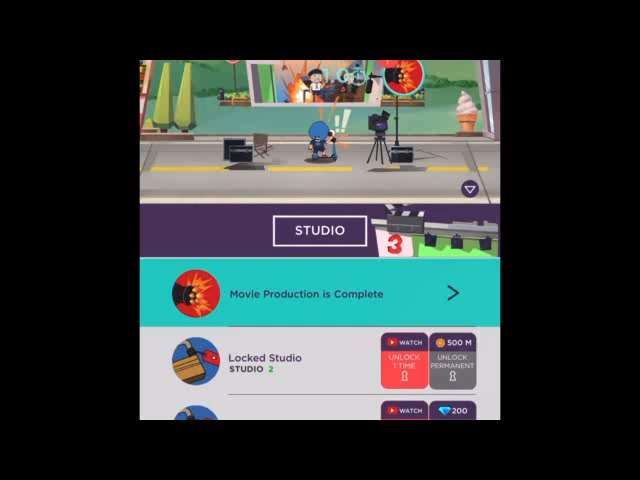 STUDIO
3
Movie Production is Complete
Locked Studio
STUDIO 2
WATCH
500 M
UNLOCK
1 TIME
UNLOCK
PERMANENT
WATCH
200